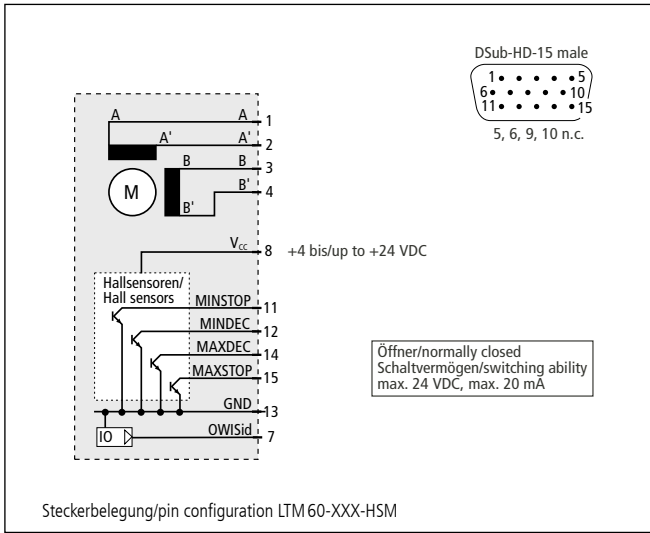 DSub-HD-15 male
1 5
6 10
11 15
5, 6, 9, 10 n.c.
A A 1
A' A' 2
B B 3
M
B' B' 4
Vcc 8 +4 bis/up to +24 VDC
Hallsensoren/
Hall sensors
MINSTOP 11
MINDEC 12
MAXDEC 14
MAXSTOP 15
Öffner/normally closed
Schaltvermögen/switching ability
max. 24 VDC, max. 20 mA
GND 13
IO OWISid 7
Steckerbelegung/pin configuration LTM 60-XXX-HSM